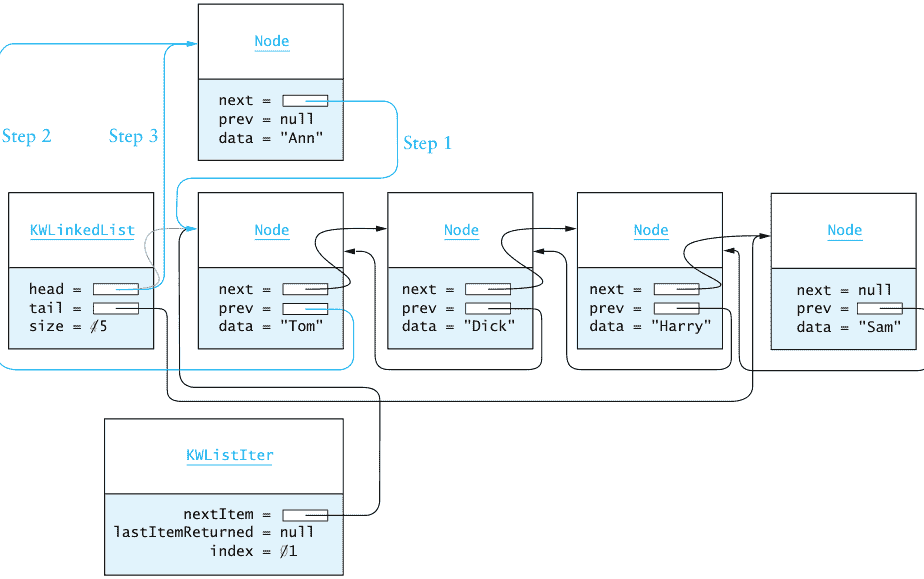 Node
next =
prev = null
data = "Ann"
Step 2
Step 3
Step 1
KWLinkedList
head =
tail =
size = 4 5
Node
next =
prev =
data = "Tom"
Node
next =
prev =
data = "Dick"
Node
next =
prev =
data = "Harry"
Node
next = null
prev =
data = "Sam"
KWListIter
nextItem =
lastItemReturned = null
index = 0 1